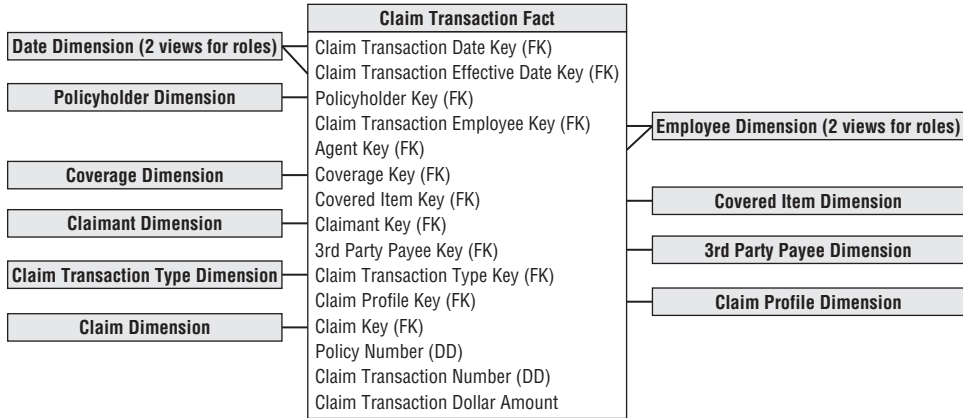 Claim Transaction Fact
Date Dimension (2 views for roles)
Policyholder Dimension
Coverage Dimension
Claimant Dimension
Claim Transaction Type Dimension
Claim Dimension
Claim Transaction Date Key (FK)
Claim Transaction Effective Date Key (FK)
Policyholder Key (FK)
Claim Transaction Employee Key (FK)
Agent Key (FK)
Coverage Key (FK)
Covered Item Key (FK)
Claimant Key (FK)
3rd Party Payee Key (FK)
Claim Transaction Type Key (FK)
Claim Profile Key (FK)
Claim Key (FK)
Policy Number (DD)
Claim Transaction Number (DD)
Claim Transaction Dollar Amount
Employee Dimension (2 views for roles)
Covered Item Dimension
3rd Party Payee Dimension
Claim Profile Dimension